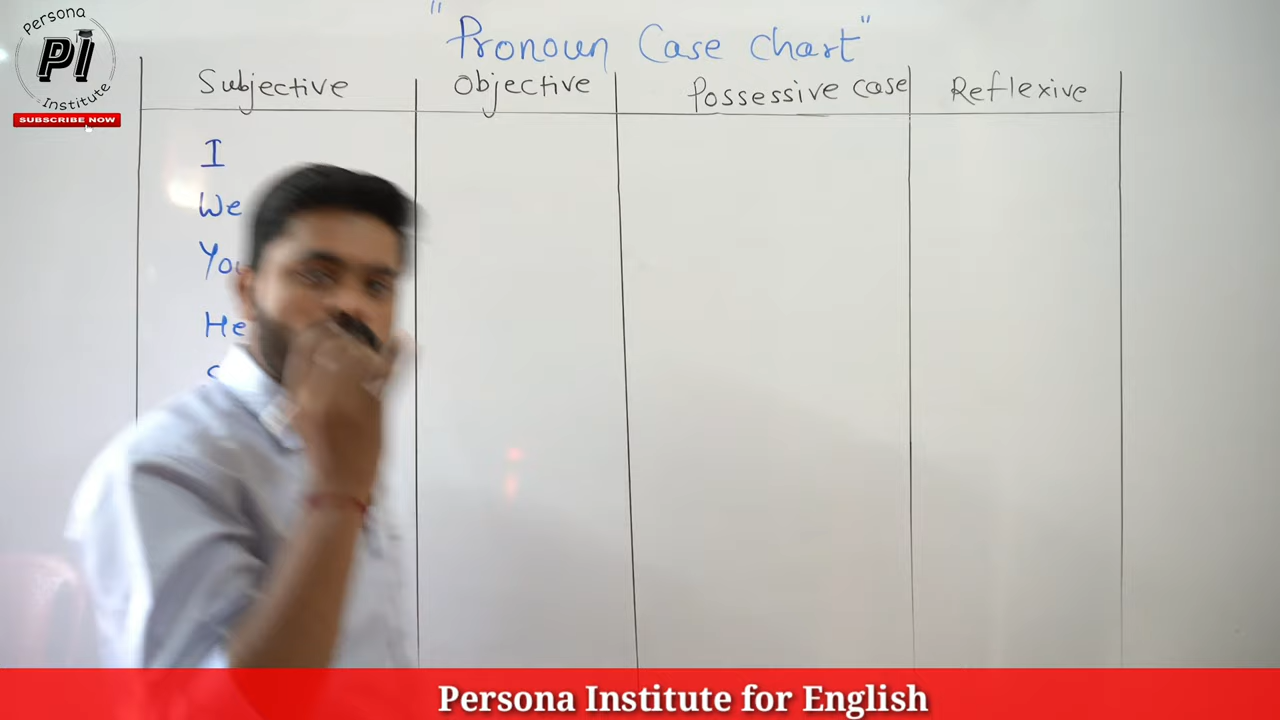 Persona
PI
Institute
SUBSCRIBE NOW
"Pronoun Case Chart"
Subjective Objective Possessive case Reflexive
I
We
You
He
Persona Institute for English